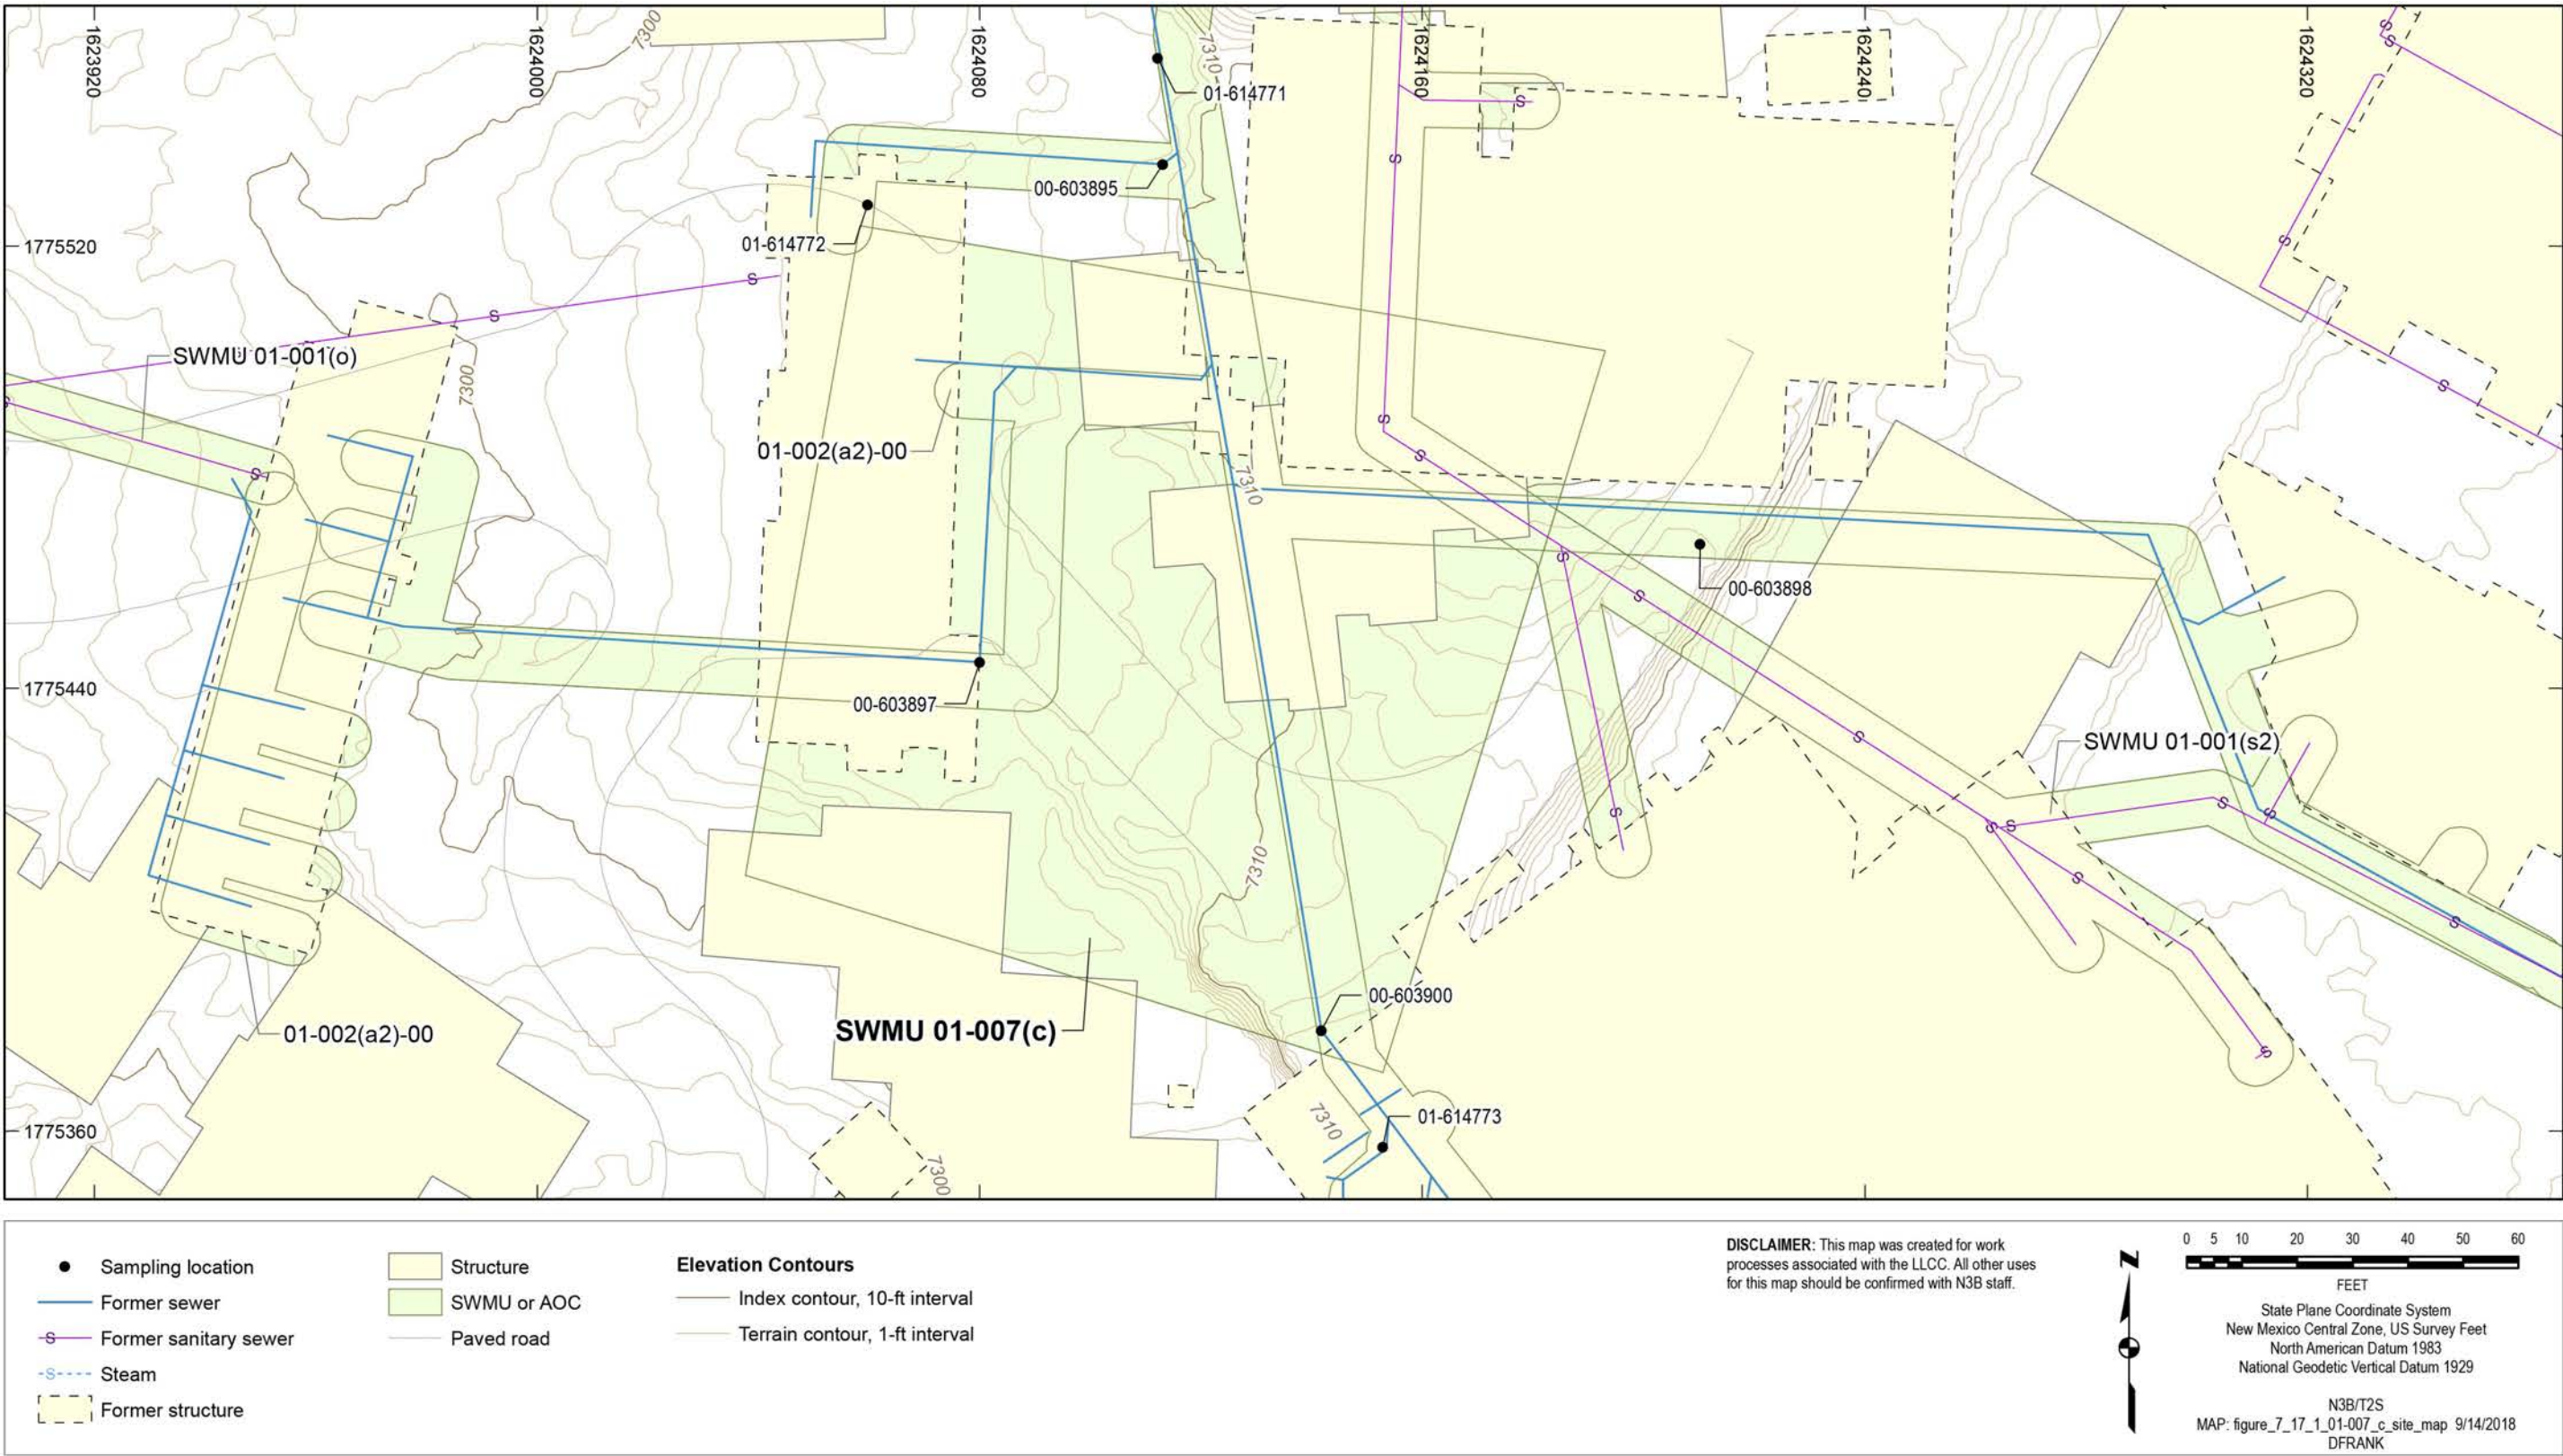 1623920
1624000
1624080
1624160
1624240
1624320
7300
7310
01-614771
00-603895
01-614772
1775520
SWMU 01-001(o)
7300
01-002(a2)-00
7310
00-603898
1775440
00-603897
SWMU 01-001(s2)
7310
00-603900
SWMU 01-007(c)
01-002(a2)-00
01-614773
7310
1775360
7300
Sampling location
Former sewer
S Former sanitary sewer
S Steam
Former structure
Structure
SWMU or AOC
Paved road
Elevation Contours
Index contour, 10-ft interval
Terrain contour, 1-ft interval
DISCLAIMER: This map was created for work
processes associated with the LLCC. All other uses
for this map should be confirmed with N3B staff.
N
0 5 10 20 30 40 50 60
FEET
State Plane Coordinate System
New Mexico Central Zone, US Survey Feet
North American Datum 1983
National Geodetic Vertical Datum 1929
N3B/T2S
MAP: figure_7_17_1_01-007_c_site_map 9/14/2018
DFRANK